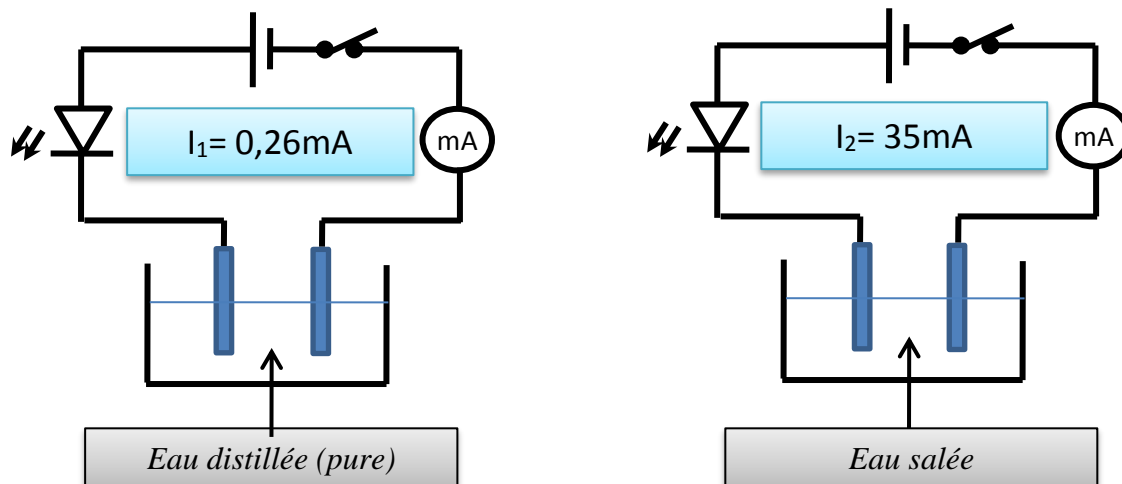 I₁= 0,26mA
mA
I₂= 35mA
mA
Eau distillée (pure)
Eau salée